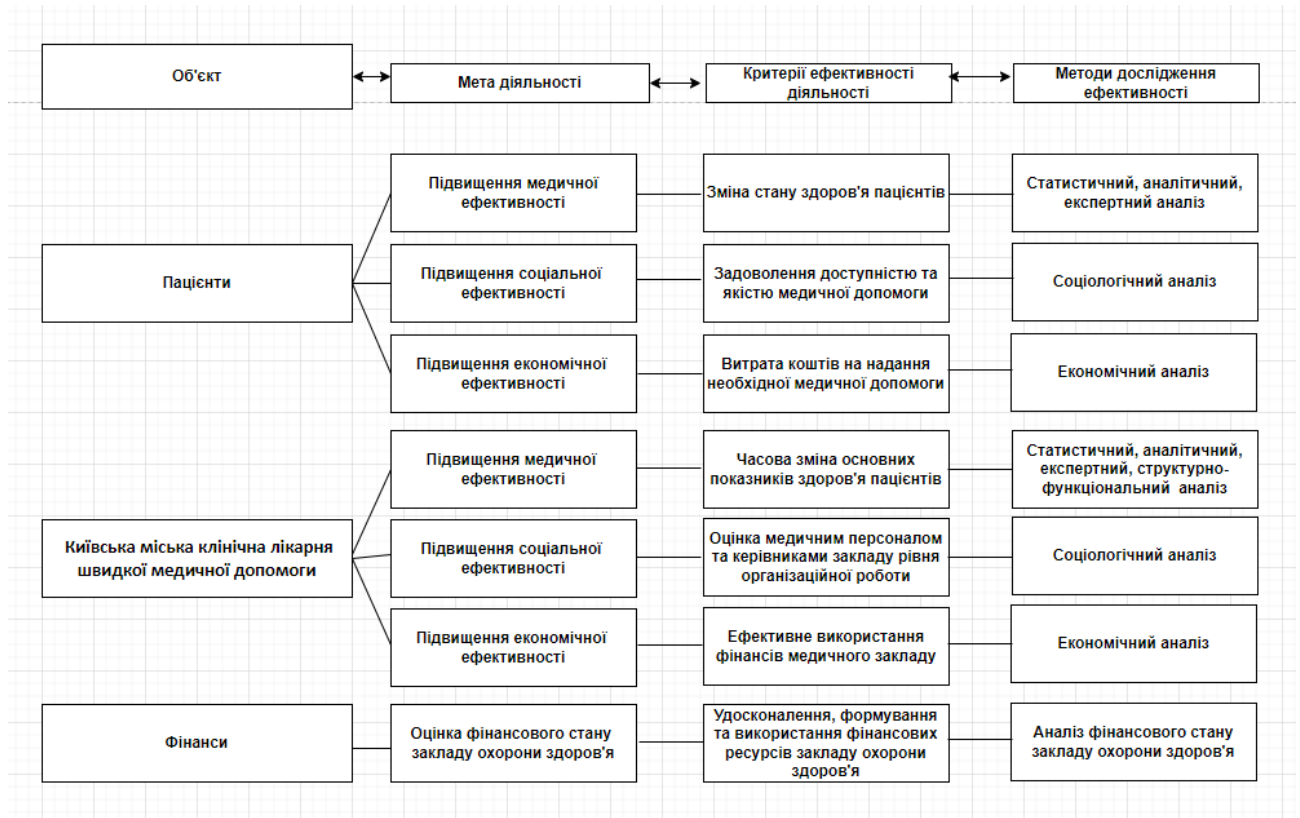 Об'єкт
Мета діяльності
Критерії ефективності
діяльності
Методи дослідження
ефективності
Пацієнти
Підвищення медичної
ефективності
Зміна стану здоров'я пацієнтів
Статистичний, аналітичний,
експертний аналіз
Підвищення соціальної
ефективності
Задоволення доступністю та
якістю медичної допомоги
Соціологічний аналіз
Підвищення економічної
ефективності
Витрата коштів на надання
необхідної медичної допомоги
Економічний аналіз
Київська міська клінічна лікарня
швидкої медичної допомоги
Підвищення медичної
ефективності
Часова зміна основних
показників здоров'я пацієнтів
Статистичний, аналітичний,
експертний, структурно-
функціональний аналіз
Підвищення соціальної
ефективності
Оцінка медичним персоналом
та керівниками закладу рівня
організаційної роботи
Соціологічний аналіз
Підвищення економічної
ефективності
Ефективне використання
фінансів медичного закладу
Економічний аналіз
Фінанси
Оцінка фінансового стану
закладу охорони здоров'я
Удосконалення, формування
та використання фінансових
ресурсів закладу охорони
здоров'я
Аналіз фінансового стану
закладу охорони здоров'я